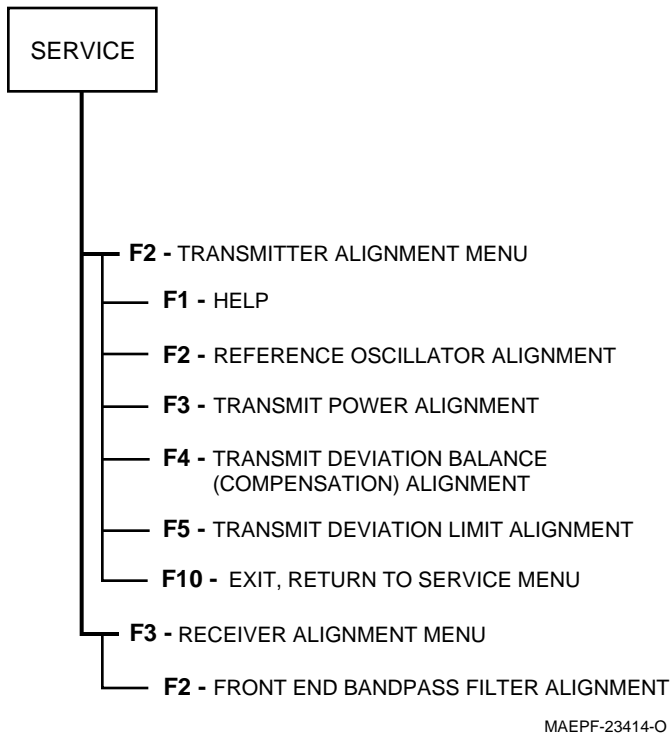 SERVICE
F2 - TRANSMITTER ALIGNMENT MENU
F1 - HELP
F2 - REFERENCE OSCILLATOR ALIGNMENT
F3 - TRANSMIT POWER ALIGNMENT
F4 - TRANSMIT DEVIATION BALANCE
(COMPENSATION) ALIGNMENT
F5 - TRANSMIT DEVIATION LIMIT ALIGNMENT
F10 - EXIT, RETURN TO SERVICE MENU
F3 - RECEIVER ALIGNMENT MENU
F2 - FRONT END BANDPASS FILTER ALIGNMENT
MAEPF-23414-O